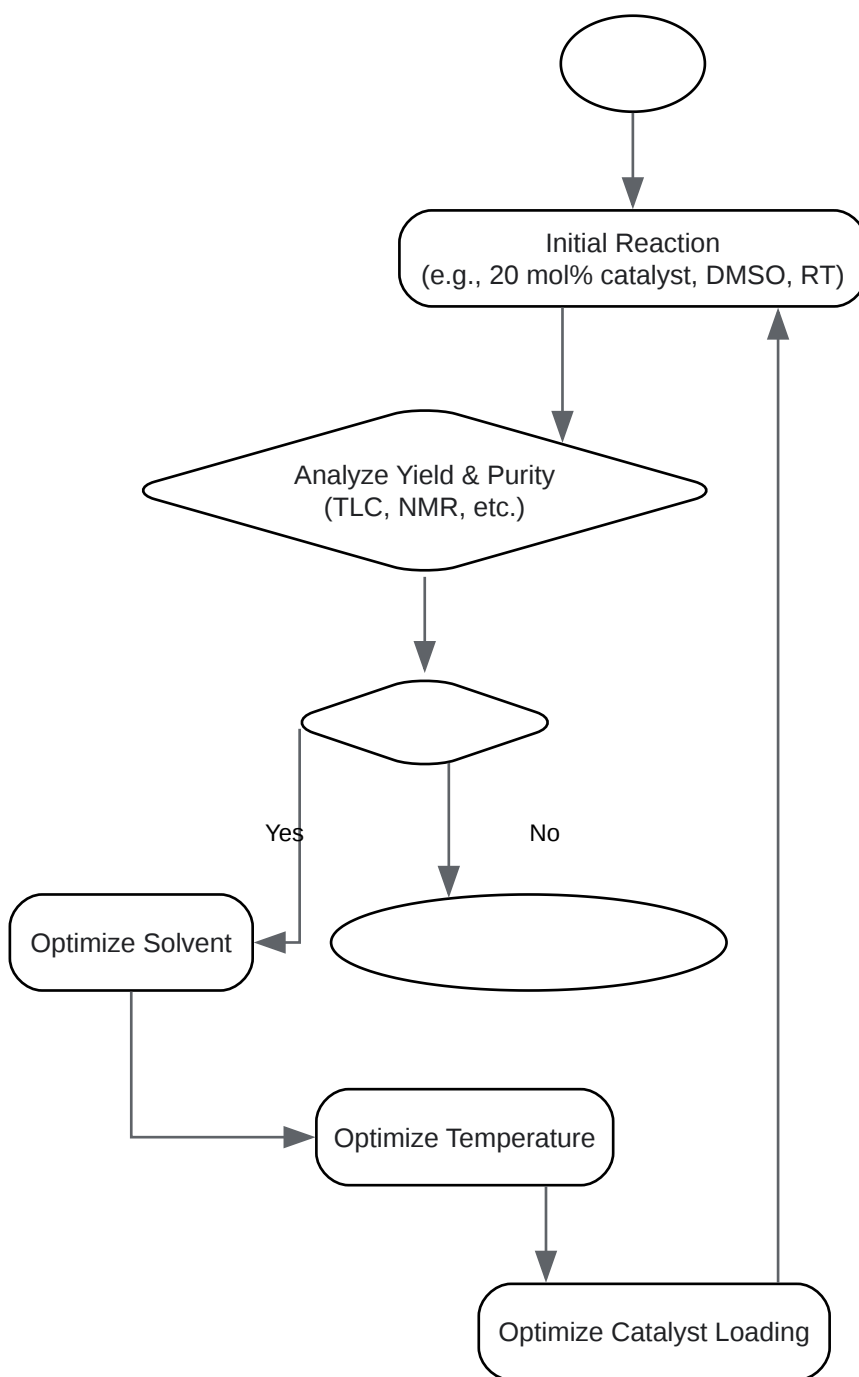 Initial Reaction
(e.g., 20 mol% catalyst, DMSO, RT)
Analyze Yield & Purity
(TLC, NMR, etc.)
Yes
No
Optimize Solvent
Optimize Temperature
Optimize Catalyst Loading